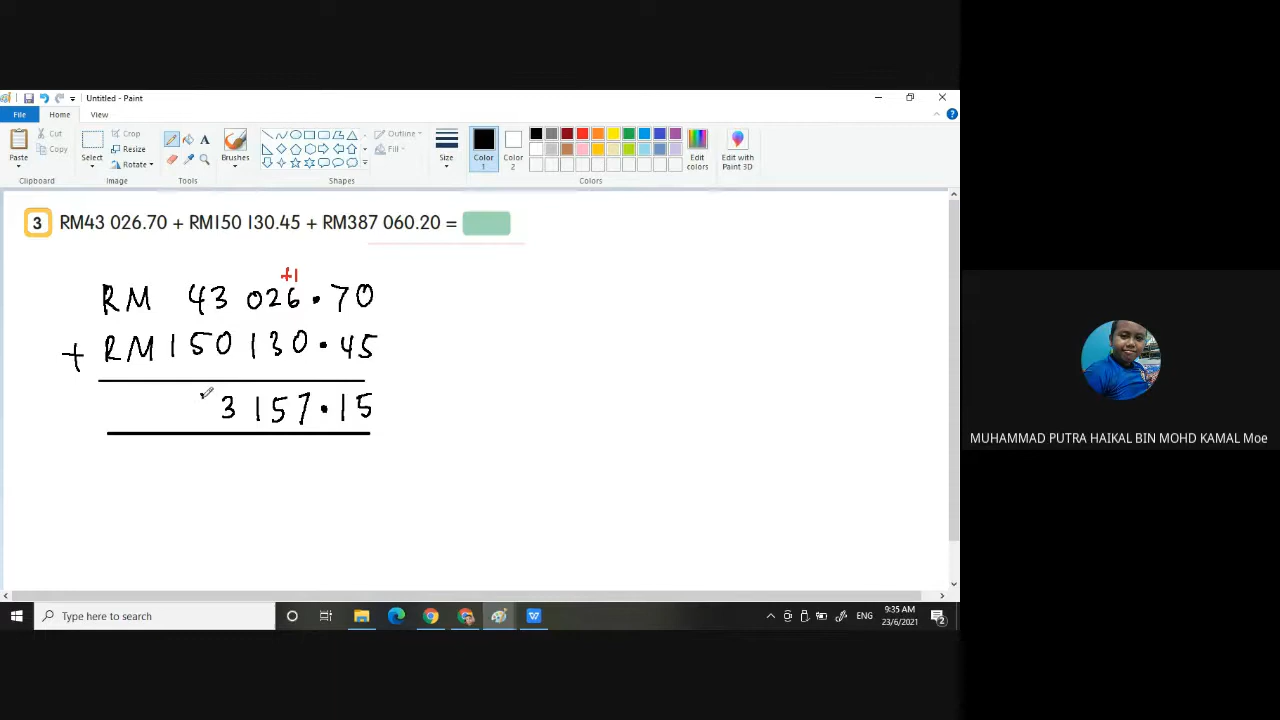 Untitled - Paint
File Home View
Paste Cut Copy Clipboard
Select Crop Resize Rotate Image
Tools
Brushes
Outline Fill Shapes
Size
Color 1
Color 2
Edit colors
Edit with Paint 3D
Colors
3 RM43 026.70 + RM150 130.45 + RM387 060.20 =
+1
RM 43 026.70
+ RM 150 130.45
3 157.15
MUHAMMAD PUTRA HAIKAL BIN MOHD KAMAL Moe
Type here to search
ENG
9:35 AM
23/6/2021
2